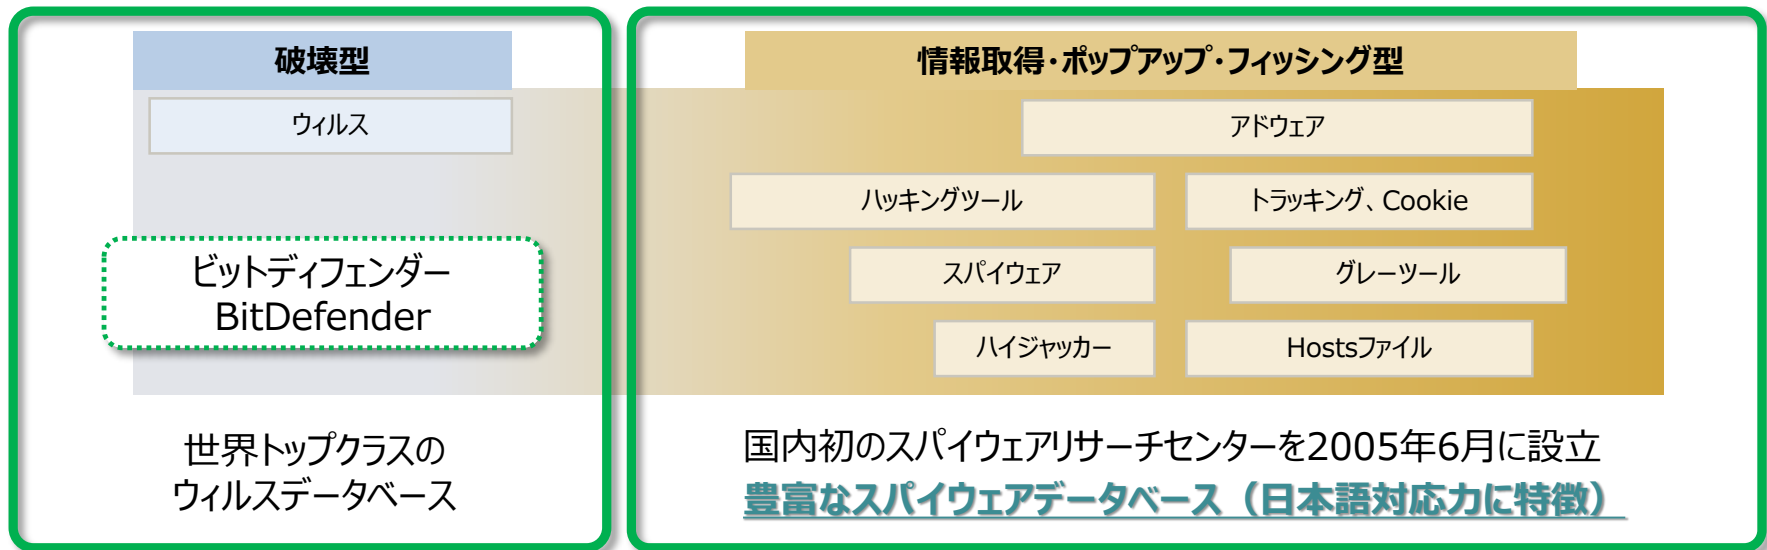 破壊型
ウィルス
ビットディフェンダー
BitDefender
世界トップクラスの
ウィルスデータベース
情報取得・ポップアップ・フィッシング型
アドウェア
ハッキングツール
トラッキング、Cookie
スパイウェア
グレーツール
ハイジャッカー
Hostsファイル
国内初のスパイウェアリサーチセンターを2005年6月に設立
豊富なスパイウェアデータベース（日本語対応力に特徴）